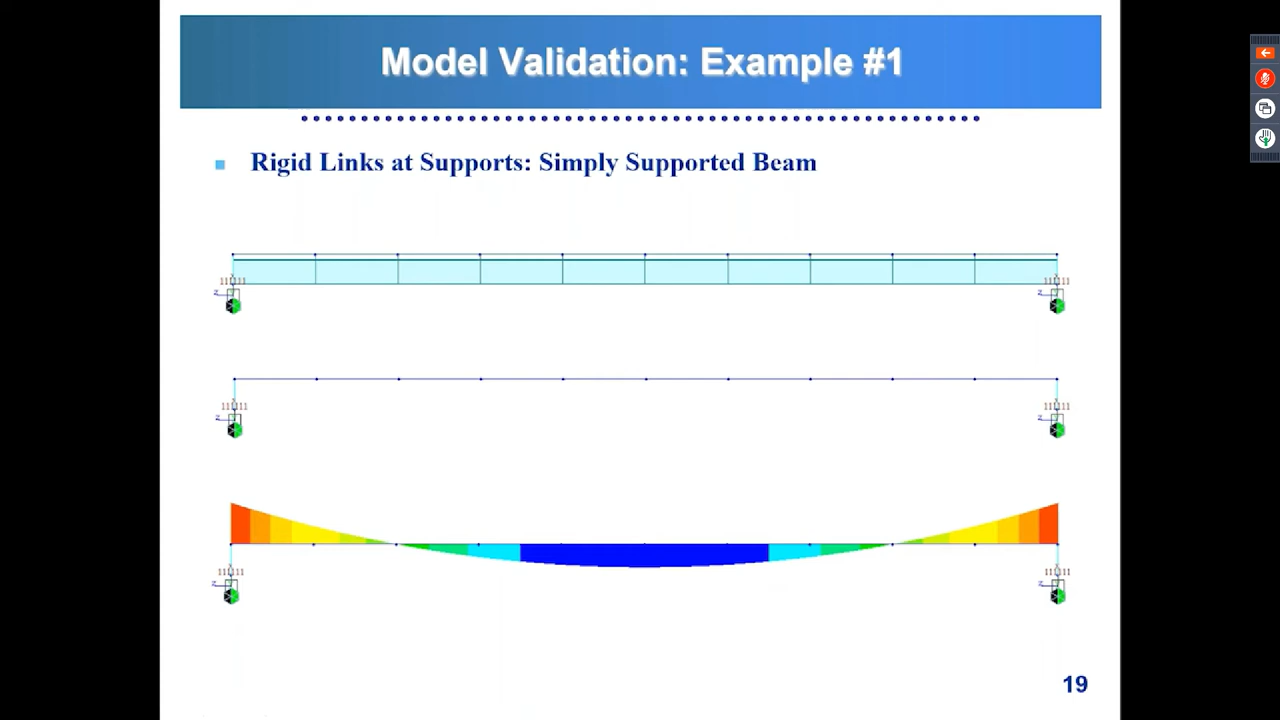 Model Validation: Example #1
Rigid Links at Supports: Simply Supported Beam
19